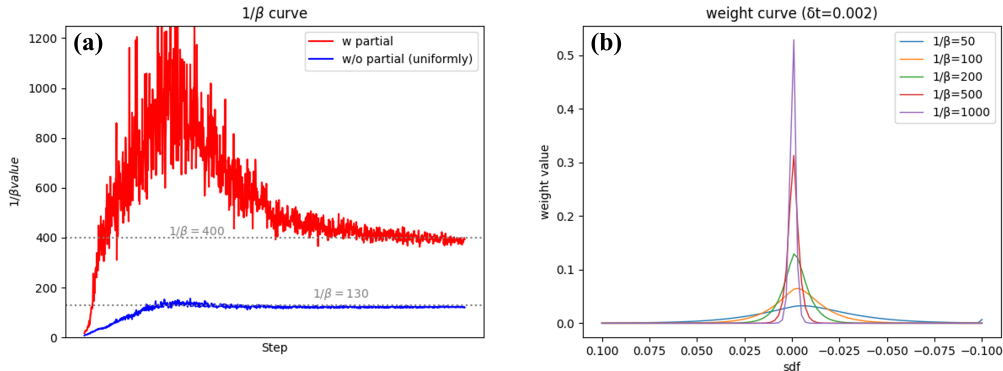 1/β curve
(a)
w partial
w/o partial (uniformly)
1200
1000
800
600
400
200
0
1/βvalue
1/β = 400
1/β = 130
Step
weight curve (δt=0.002)
(b)
1/β=50
1/β=100
1/β=200
1/β=500
1/β=1000
0.5
0.4
0.3
0.2
0.1
0.0
weight value
0.100 0.075 0.050 0.025 0.000 −0.025 −0.050 −0.075 −0.100
sdf